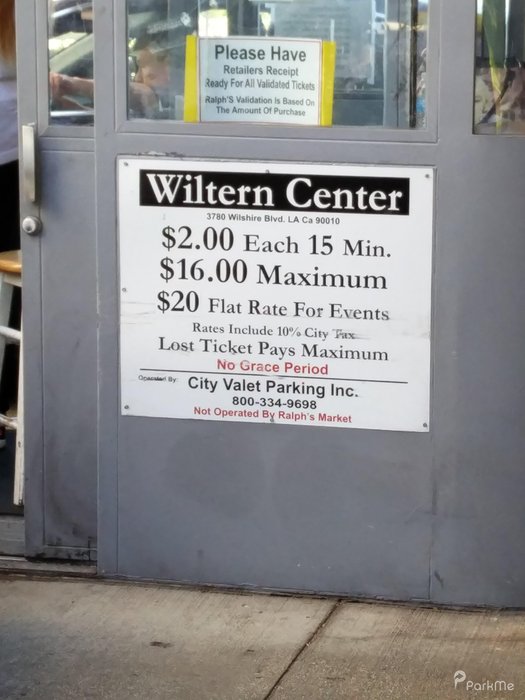 Please Have
Retailers Receipt
Ready For All Validated Tickets
Ralph'S Validation Is Based On
The Amount Of Purchase
Wiltern Center
3780 Wilshire Blvd. LA Ca 90010
$2.00 Each 15 Min.
$16.00 Maximum
$20 Flat Rate For Events
Rates Include 10% City Tax
Lost Ticket Pays Maximum
No Grace Period
Operated By: City Valet Parking Inc.
800-334-9698
Not Operated By Ralph's Market
ParkMe